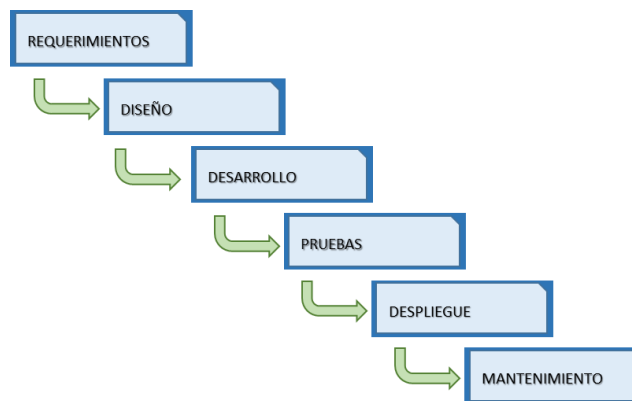 REQUERIMIENTOS
DISEÑO
DESARROLLO
PRUEBAS
DESPLIEGUE
MANTENIMIENTO